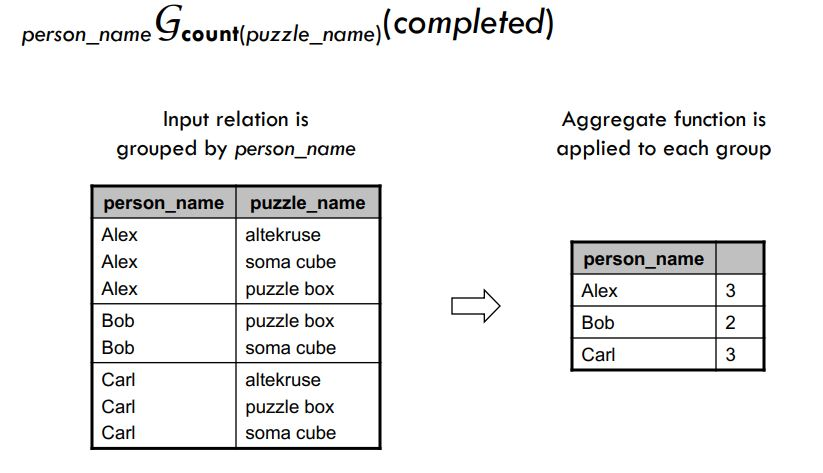 person_name 𝒢 count(puzzle_name) (completed)
Input relation is
grouped by person_name
Aggregate function is
applied to each group
person_name puzzle_name
Alex altekruse
Alex soma cube
Alex puzzle box
Bob puzzle box
Bob soma cube
Carl altekruse
Carl puzzle box
Carl soma cube
person_name
Alex 3
Bob 2
Carl 3